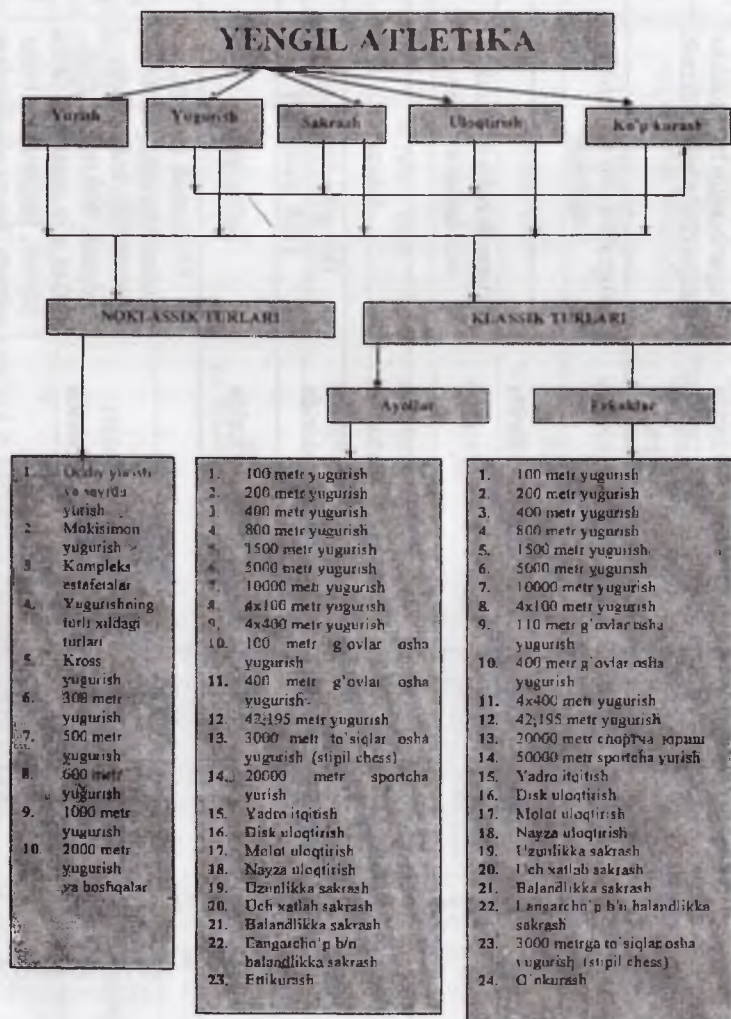 YENGIL ATLETIKA
Yurish
Yugurish
Sakrash
Uloqtirish
Ko'p kurash
NOKLASSIK TURLARI
KLASSIK TURLARI
Ayollar
Erkaklar
1. Oddiy yurish
va sayrda
yurish
2. Mokisimon
yugurish
3. Kompleks
estafetalar
4. Yugurishning
turli xildagi
turlari
5. Kross
yugurish
6. 300 metr
yugurish
7. 500 metr
yugurish
8. 600 metr
yugurish
9. 1000 metr
yugurish
10. 2000 metr
yugurish
va boshqalar
1. 100 metr yugurish
2. 200 metr yugurish
3. 400 metr yugurish
4. 800 metr yugurish
5. 1500 metr yugurish
6. 5000 metr yugurish
7. 10000 metr yugurish
8. 4x100 metr yugurish
9. 4x400 metr yugurish
10. 100 metr g'ovlar osha
yugurish
11. 400 metr g'ovlar osha
yugurish
12. 42;195 metr yugurish
13. 3000 metr to'siqlar osha
yugurish (stipil chess)
14. 20000 metr sportcha
yurish
15. Yadro itqitish
16. Disk uloqtirish
17. Molot uloqtirish
18. Nayza uloqtirish
19. Uzunlikka sakrash
20. Uch xatlab sakrash
21. Balandlikka sakrash
22. Langarcho'p b/n
balandlikka sakrash
23. Ettikurash
1. 100 metr yugurish
2. 200 metr yugurish
3. 400 metr yugurish
4. 800 metr yugurish
5. 1500 metr yugurish
6. 5000 metr yugurish
7. 10000 metr yugurish
8. 4x100 metr yugurish
9. 110 metr g'ovlar osha
yugurish
10. 400 metr g'ovlar osha
yugurish
11. 4x400 metr yugurish
12. 42;195 metr yugurish
13. 20000 metr спортча юриш
14. 50000 metr sportcha yurish
15. Yadro itqitish
16. Disk uloqtirish
17. Molot uloqtirish
18. Nayza uloqtirish
19. Uzunlikka sakrash
20. Uch xatlab sakrash
21. Balandlikka sakrash
22. Langarcho'p b/n balandlikka
sakrash
23. 3000 metrga to'siqlar osha
yugurish (stipil chess)
24. O'nkurash